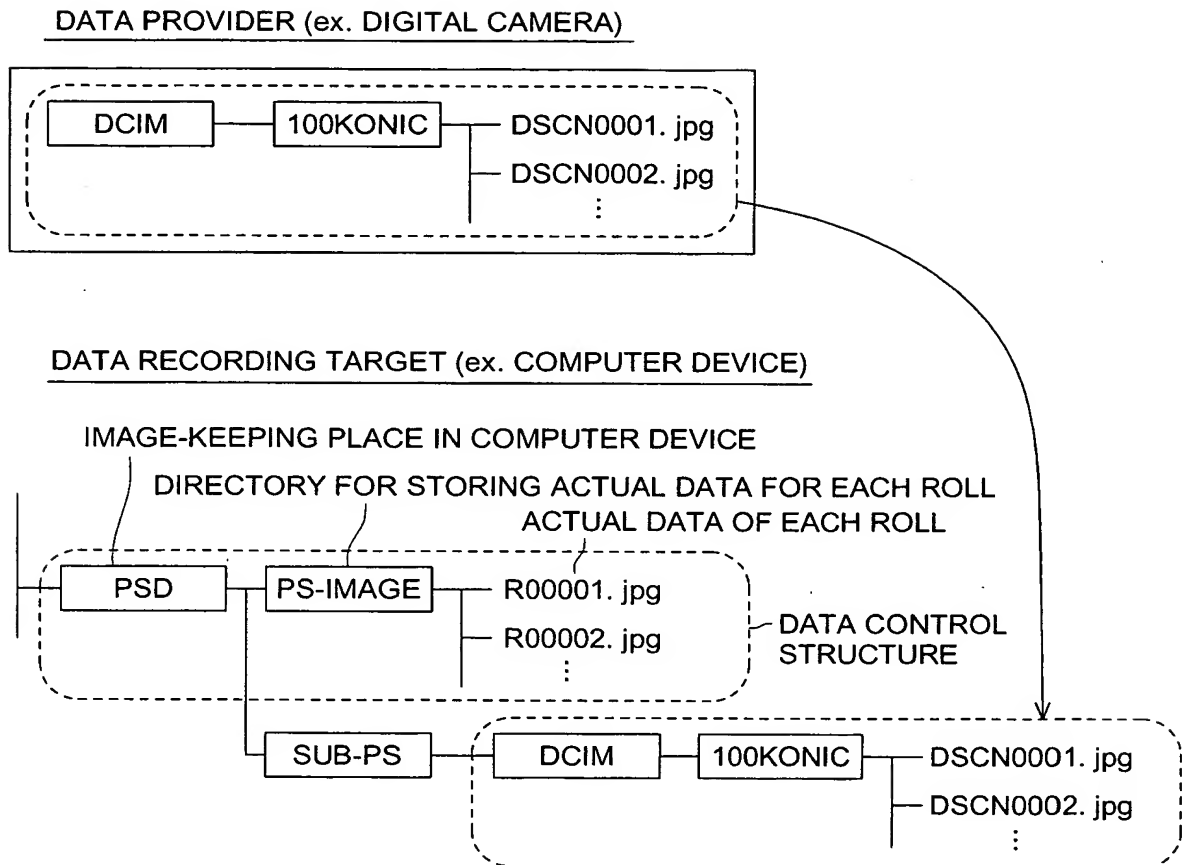 DATA PROVIDER (ex. DIGITAL CAMERA)
DCIM 100KONIC DSCN0001. jpg
DSCN0002. jpg
⋮
DATA RECORDING TARGET (ex. COMPUTER DEVICE)
IMAGE-KEEPING PLACE IN COMPUTER DEVICE
DIRECTORY FOR STORING ACTUAL DATA FOR EACH ROLL
ACTUAL DATA OF EACH ROLL
PSD PS-IMAGE R00001. jpg
R00002. jpg
⋮
DATA CONTROL
STRUCTURE
SUB-PS DCIM 100KONIC DSCN0001. jpg
DSCN0002. jpg
⋮